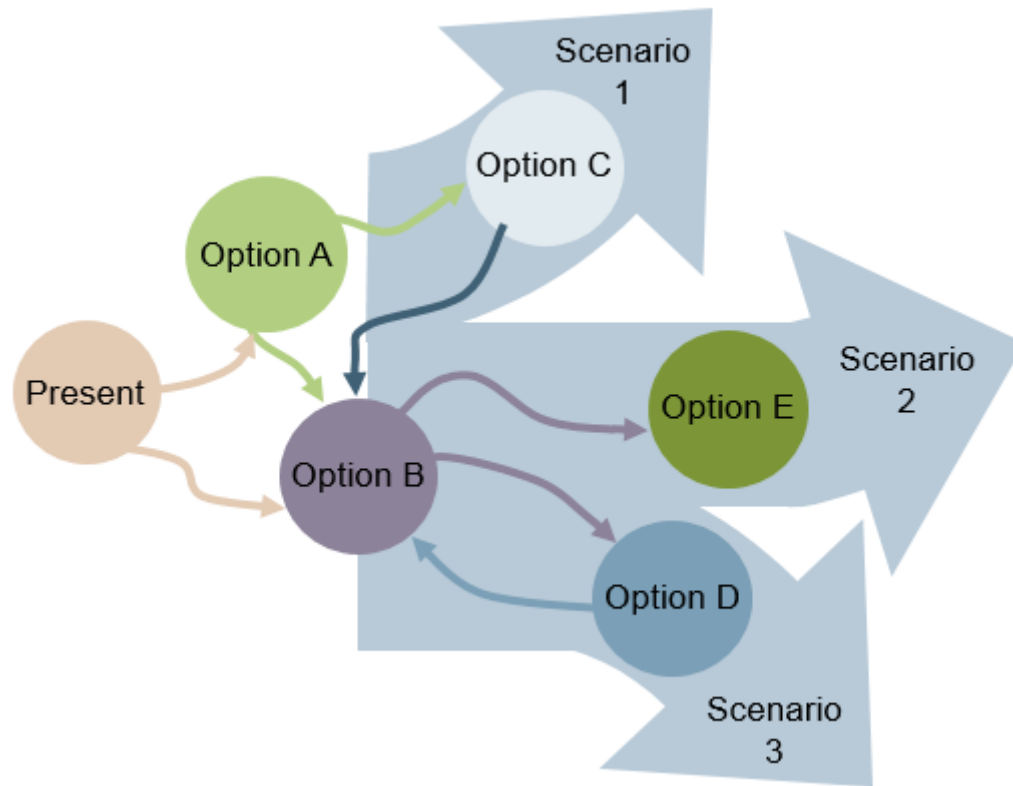 Scenario
1
Option C
Option A
Scenario
2
Present
Option E
Option B
Option D
Scenario
3